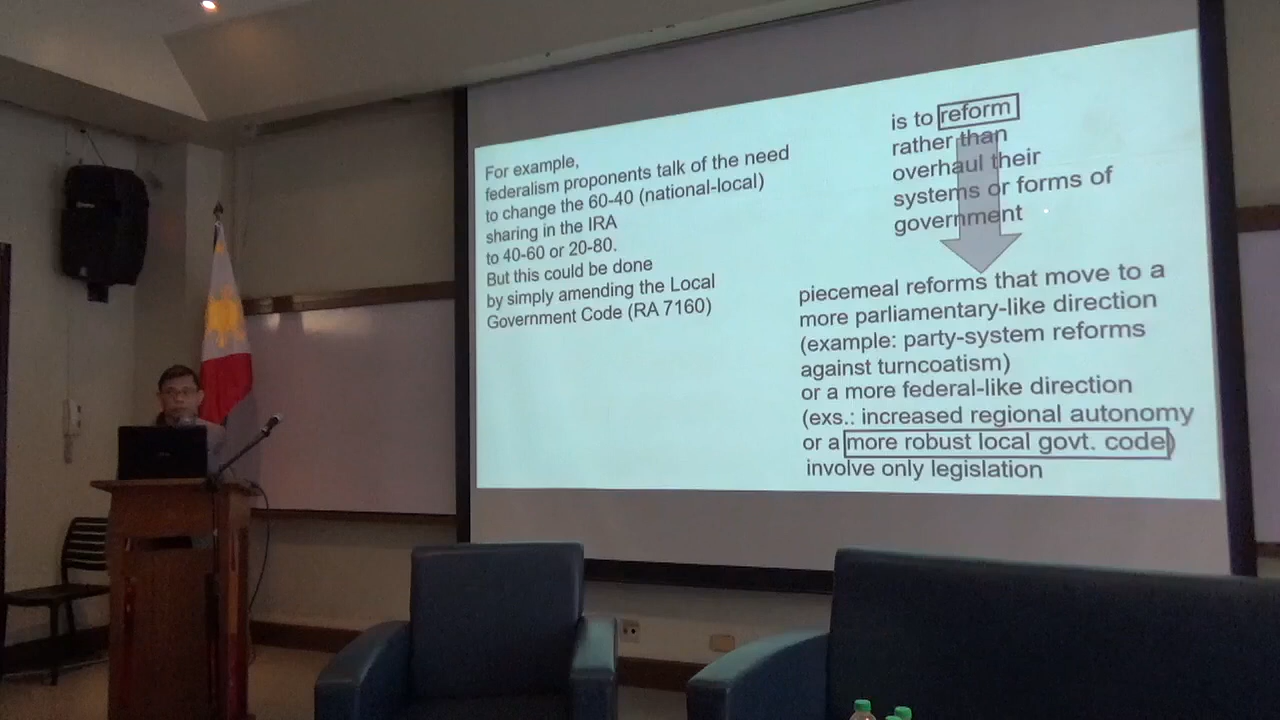 For example,
federalism proponents talk of the need
to change the 60-40 (national-local)
sharing in the IRA
to 40-60 or 20-80.
But this could be done
by simply amending the Local
Government Code (RA 7160)
is to reform
rather than
overhaul their
systems or forms of
government
piecemeal reforms that move to a
more parliamentary-like direction
(example: party-system reforms
against turncoatism)
or a more federal-like direction
(exs.: increased regional autonomy
or a more robust local govt. code)
involve only legislation